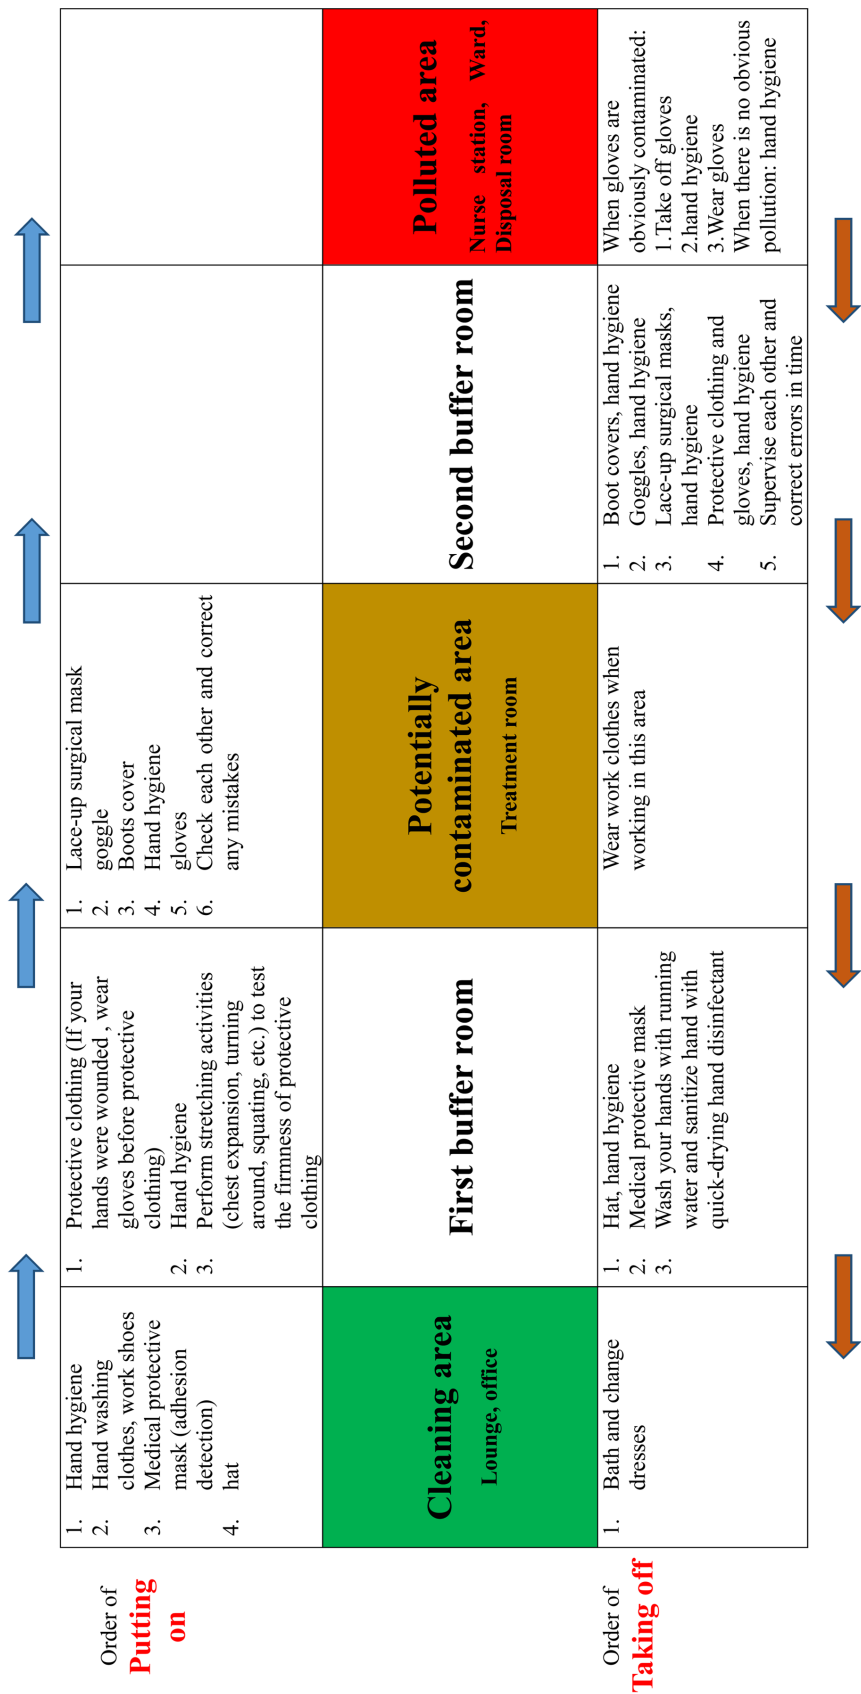 Order of
Putting
on
1. Hand hygiene
2. Hand washing
clothes, work shoes
3. Medical protective
mask (adhesion
detection)
4. hat
1. Protective clothing (If your
hands were wounded , wear
gloves before protective
clothing)
2. Hand hygiene
3. Perform stretching activities
(chest expansion, turning
around, squating, etc.) to test
the firmness of protective
clothing
1. Lace-up surgical mask
2. goggle
3. Boots cover
4. Hand hygiene
5. gloves
6. Check each other and correct
any mistakes
Cleaning area
Lounge, office
First buffer room
Potentially
contaminated area
Treatment room
Second buffer room
Polluted area
Nurse station, Ward,
Disposal room
Order of
Taking off
1. Bath and change
dresses
1. Hat, hand hygiene
2. Medical protective mask
3. Wash your hands with running
water and sanitize hand with
quick-drying hand disinfectant
Wear work clothes when
working in this area
1. Boot covers, hand hygiene
2. Goggles, hand hygiene
3. Lace-up surgical masks,
hand hygiene
4. Protective clothing and
gloves, hand hygiene
5. Supervise each other and
correct errors in time
When gloves are
obviously contaminated:
1.Take off gloves
2.hand hygiene
3.Wear gloves
When there is no obvious
pollution: hand hygiene